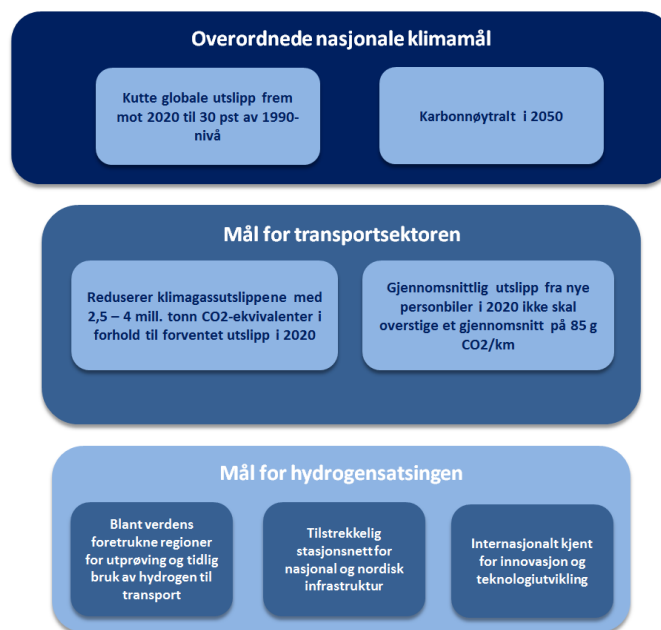 Overordnede nasjonale klimamål
Kutte globale utslipp frem
mot 2020 til 30 pst av 1990-
nivå
Karbonnøytralt i 2050
Mål for transportsektoren
Reduserer klimagassutslippene med
2,5 – 4 mill. tonn CO2-ekvivalenter i
forhold til forventet utslipp i 2020
Gjennomsnittlig utslipp fra nye
personbiler i 2020 ikke skal
overstige et gjennomsnitt på 85 g
CO2/km
Mål for hydrogensatsingen
Blant verdens
foretrukne regioner
for utprøving og tidlig
bruk av hydrogen til
transport
Tilstrekkelig
stasjonsnett for
nasjonal og nordisk
infrastruktur
Internasjonalt kjent
for innovasjon og
teknologiutvikling